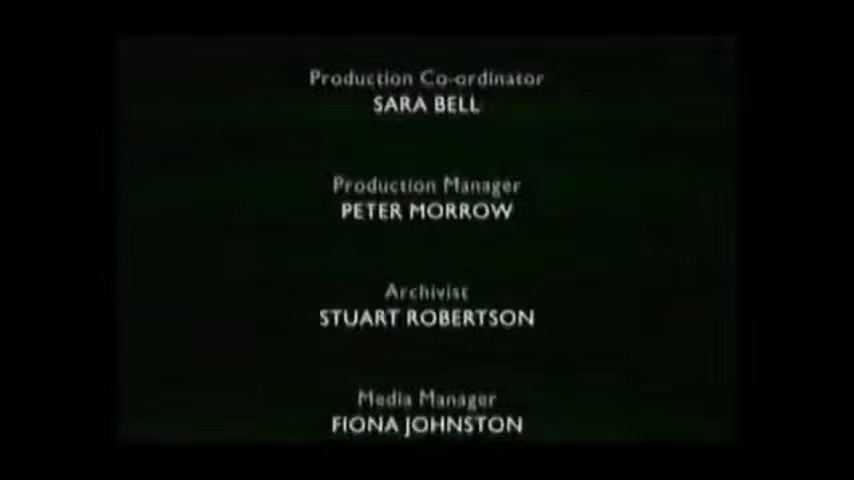 Production Co-ordinator
SARA BELL
Production Manager
PETER MORROW
Archivist
STUART ROBERTSON
Media Manager
FIONA JOHNSTON